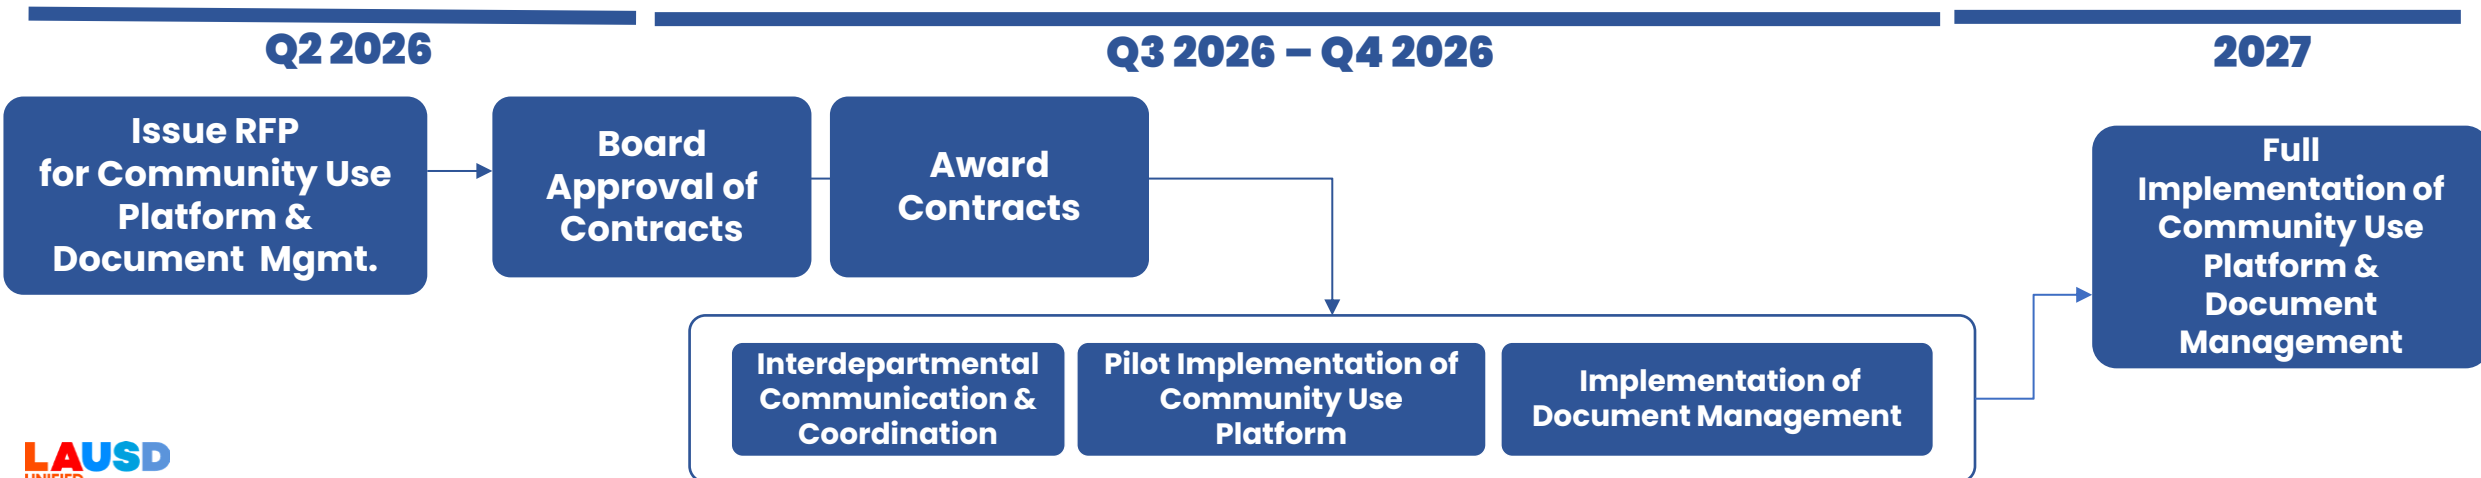 Q2 2026
Q3 2026 – Q4 2026
2027
Issue RFP
for Community Use
Platform &
Document Mgmt.
Board
Approval of
Contracts
Award
Contracts
Full
Implementation of
Community Use
Platform &
Document
Management
Interdepartmental
Communication &
Coordination
Pilot Implementation of
Community Use
Platform
Implementation of
Document Management
LAUSD
UNIFIED